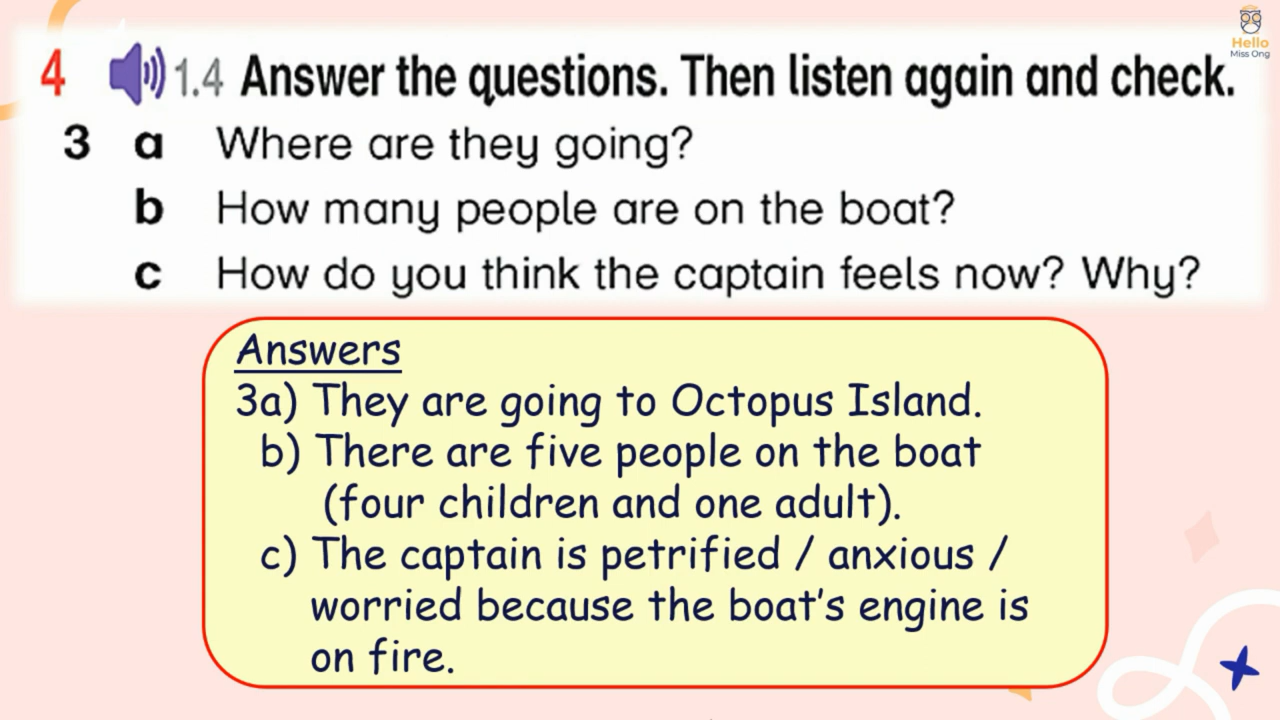 Hello
Miss Ong
4 1.4 Answer the questions. Then listen again and check.
3 a Where are they going?
b How many people are on the boat?
c How do you think the captain feels now? Why?
Answers
3a) They are going to Octopus Island.
b) There are five people on the boat
(four children and one adult).
c) The captain is petrified / anxious /
worried because the boat's engine is
on fire.